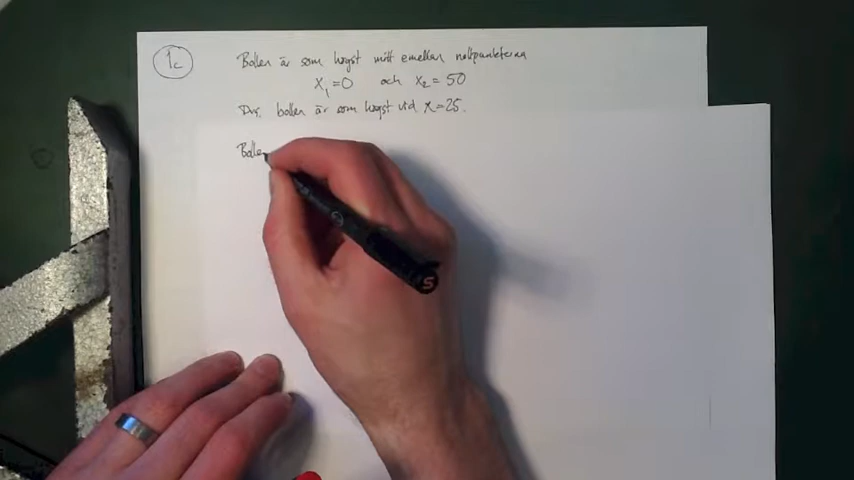 1c
Bollen är som högst mitt emellan nollpunkterna
x₁=0 och x₂=50
Dvs. bollen är som högst vid x=25.
Bolle
S